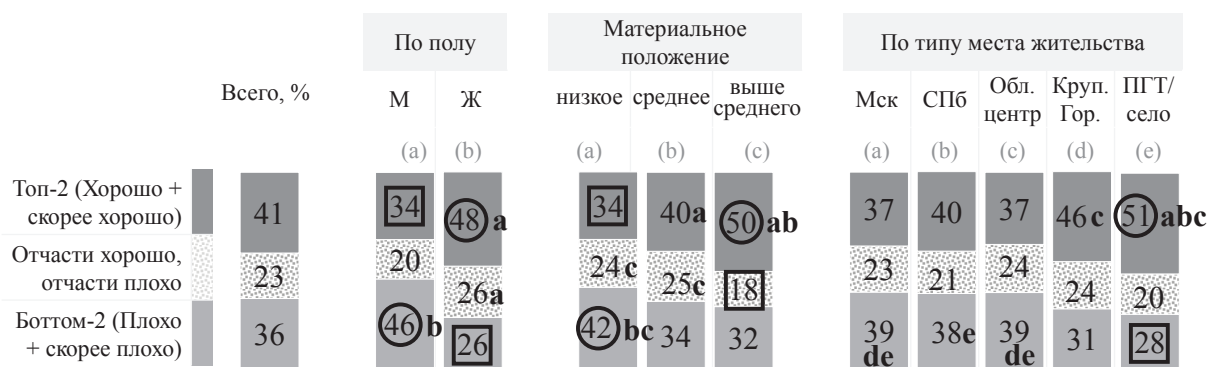 По полу
Материальное
положение
По типу места жительства
Всего, %
М
Ж
низкое
среднее
выше
среднего
Мск
СПб
Обл.
центр
Круп.
Гор.
ПГТ/
село
(a)
(b)
(a)
(b)
(c)
(a)
(b)
(c)
(d)
(e)
Топ-2 (Хорошо +
скорее хорошо)
41
34
48 a
34
40a
50 ab
37
40
37
46c
51 abc
Отчасти хорошо,
отчасти плохо
23
20
26a
24c
25c
18
23
21
24
24
20
Боттом-2 (Плохо
+ скорее плохо)
36
46 b
26
42 bc
34
32
39
de
38e
39
de
31
28